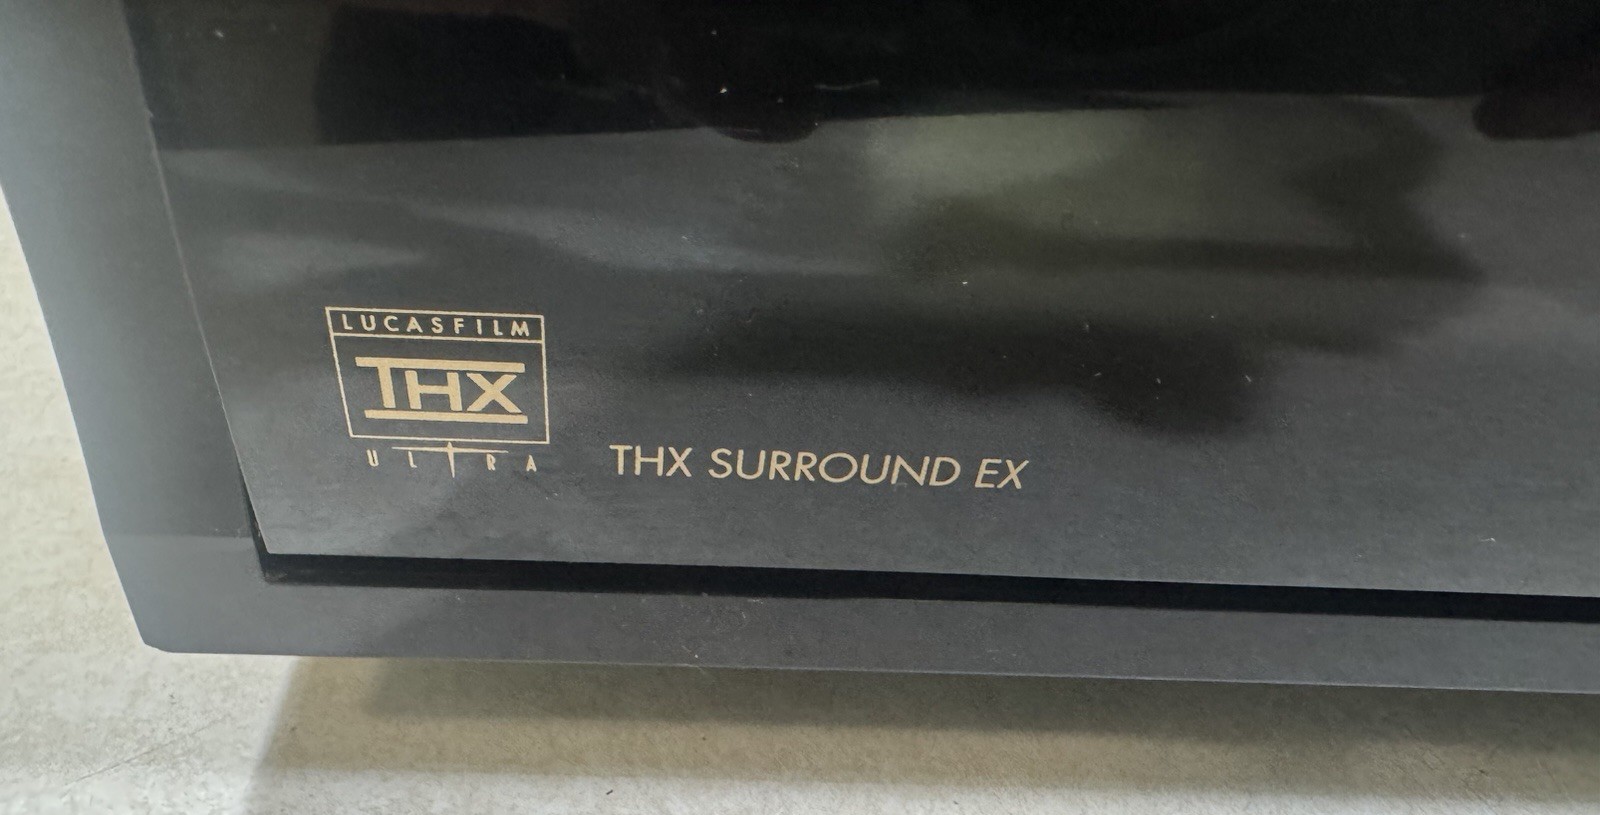 LUCASFILM
THX
ULTRA
THX SURROUND EX